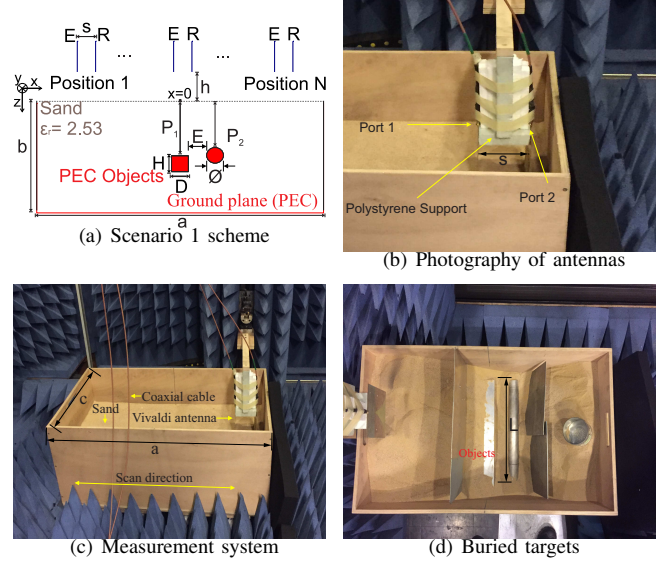 E s R E R E R
... ...
Position 1 Position N
y x x=0 h
z
Sand
εᵣ= 2.53
P₁ E P₂
b
H
PEC Objects D Ø
Ground plane (PEC)
a
(a) Scenario 1 scheme
Port 1
s
Port 2
Polystyrene Support
(b) Photography of antennas
c
Coaxial cable
Sand
Vivaldi antenna
a
Scan direction
(c) Measurement system
L
Objects
(d) Buried targets